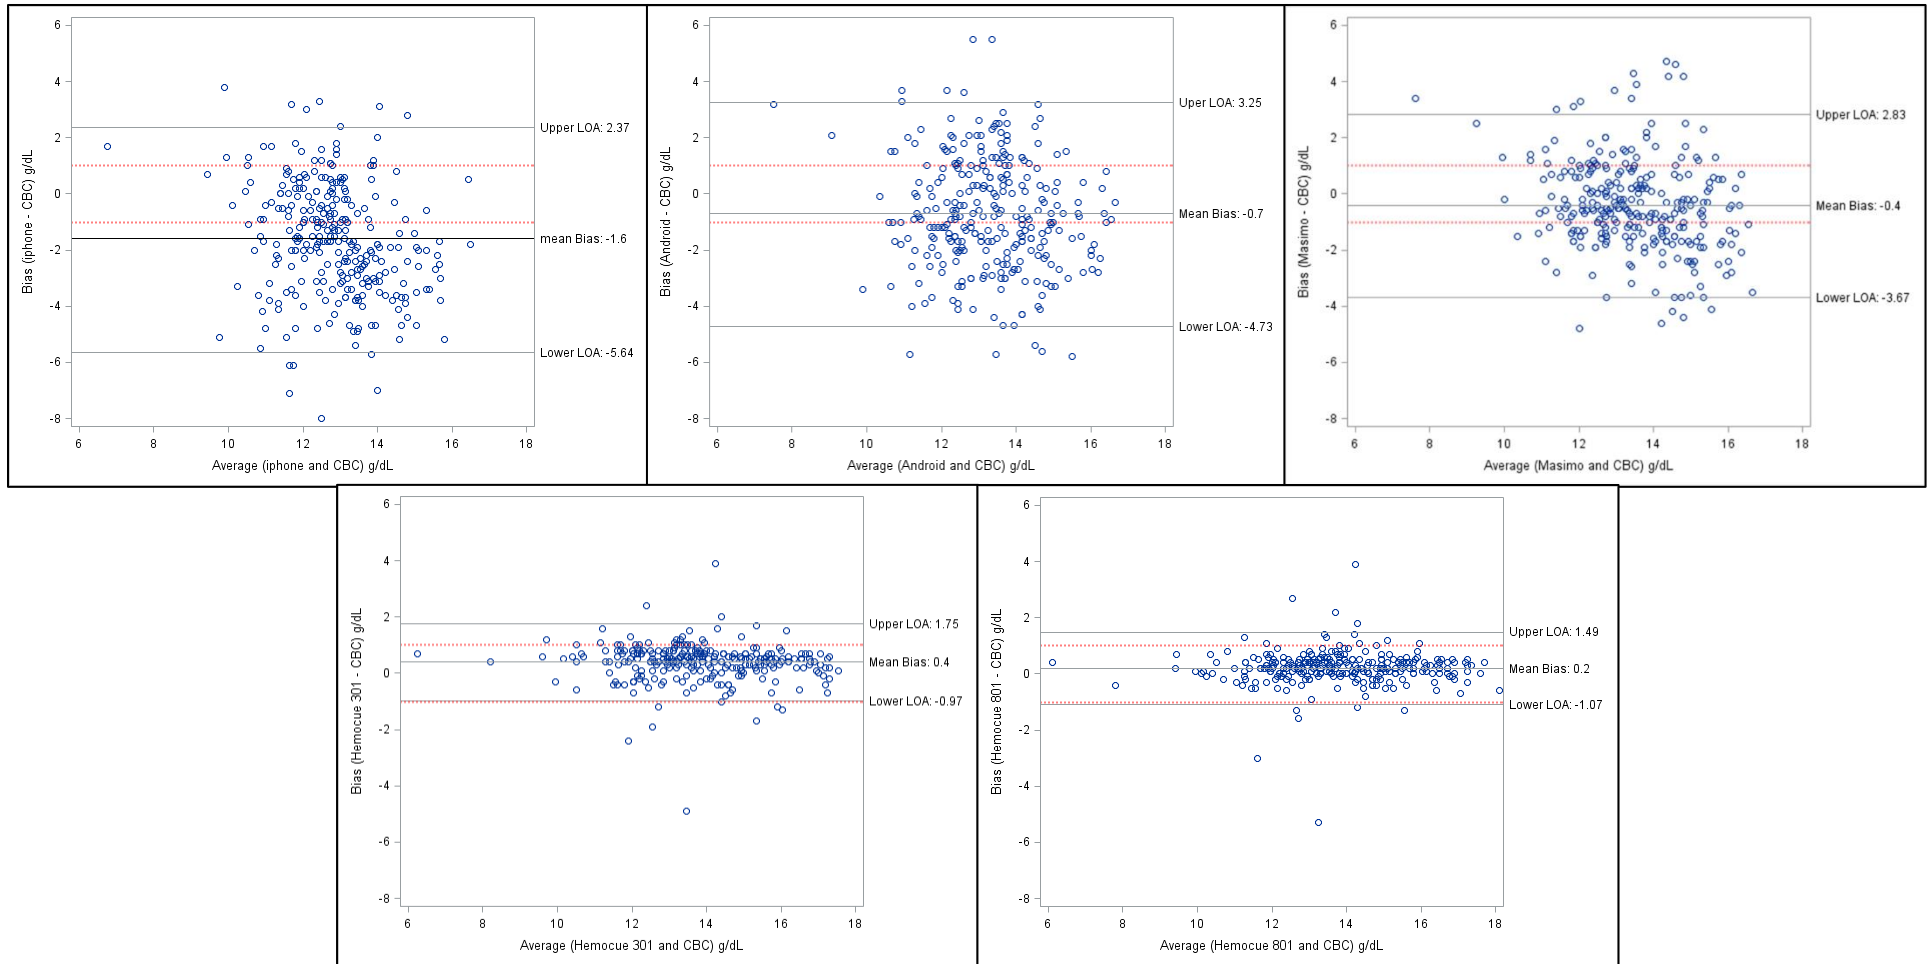 6
4
2
0
-2
-4
-6
-8
Bias (iphone - CBC) g/dL
Upper LOA: 2.37
mean Bias: -1.6
Lower LOA: -5.64
6 8 10 12 14 16 18
Average (iphone and CBC) g/dL
6
4
2
0
-2
-4
-6
-8
Bias (Android - CBC) g/dL
Uper LOA: 3.25
Mean Bias: -0.7
Lower LOA: -4.73
6 8 10 12 14 16 18
Average (Android and CBC) g/dL
6
4
2
0
-2
-4
-6
-8
Bias (Masimo - CBC) g/dL
Upper LOA: 2.83
Mean Bias: -0.4
Lower LOA: -3.67
6 8 10 12 14 16 18
Average (Masimo and CBC) g/dL
6
4
2
0
-2
-4
-6
-8
Bias (Hemocue 301 - CBC) g/dL
Upper LOA: 1.75
Mean Bias: 0.4
Lower LOA: -0.97
6 8 10 12 14 16 18
Average (Hemocue 301 and CBC) g/dL
6
4
2
0
-2
-4
-6
-8
Bias (Hemocue 801 - CBC) g/dL
Upper LOA: 1.49
Mean Bias: 0.2
Lower LOA: -1.07
6 8 10 12 14 16 18
Average (Hemocue 801 and CBC) g/dL